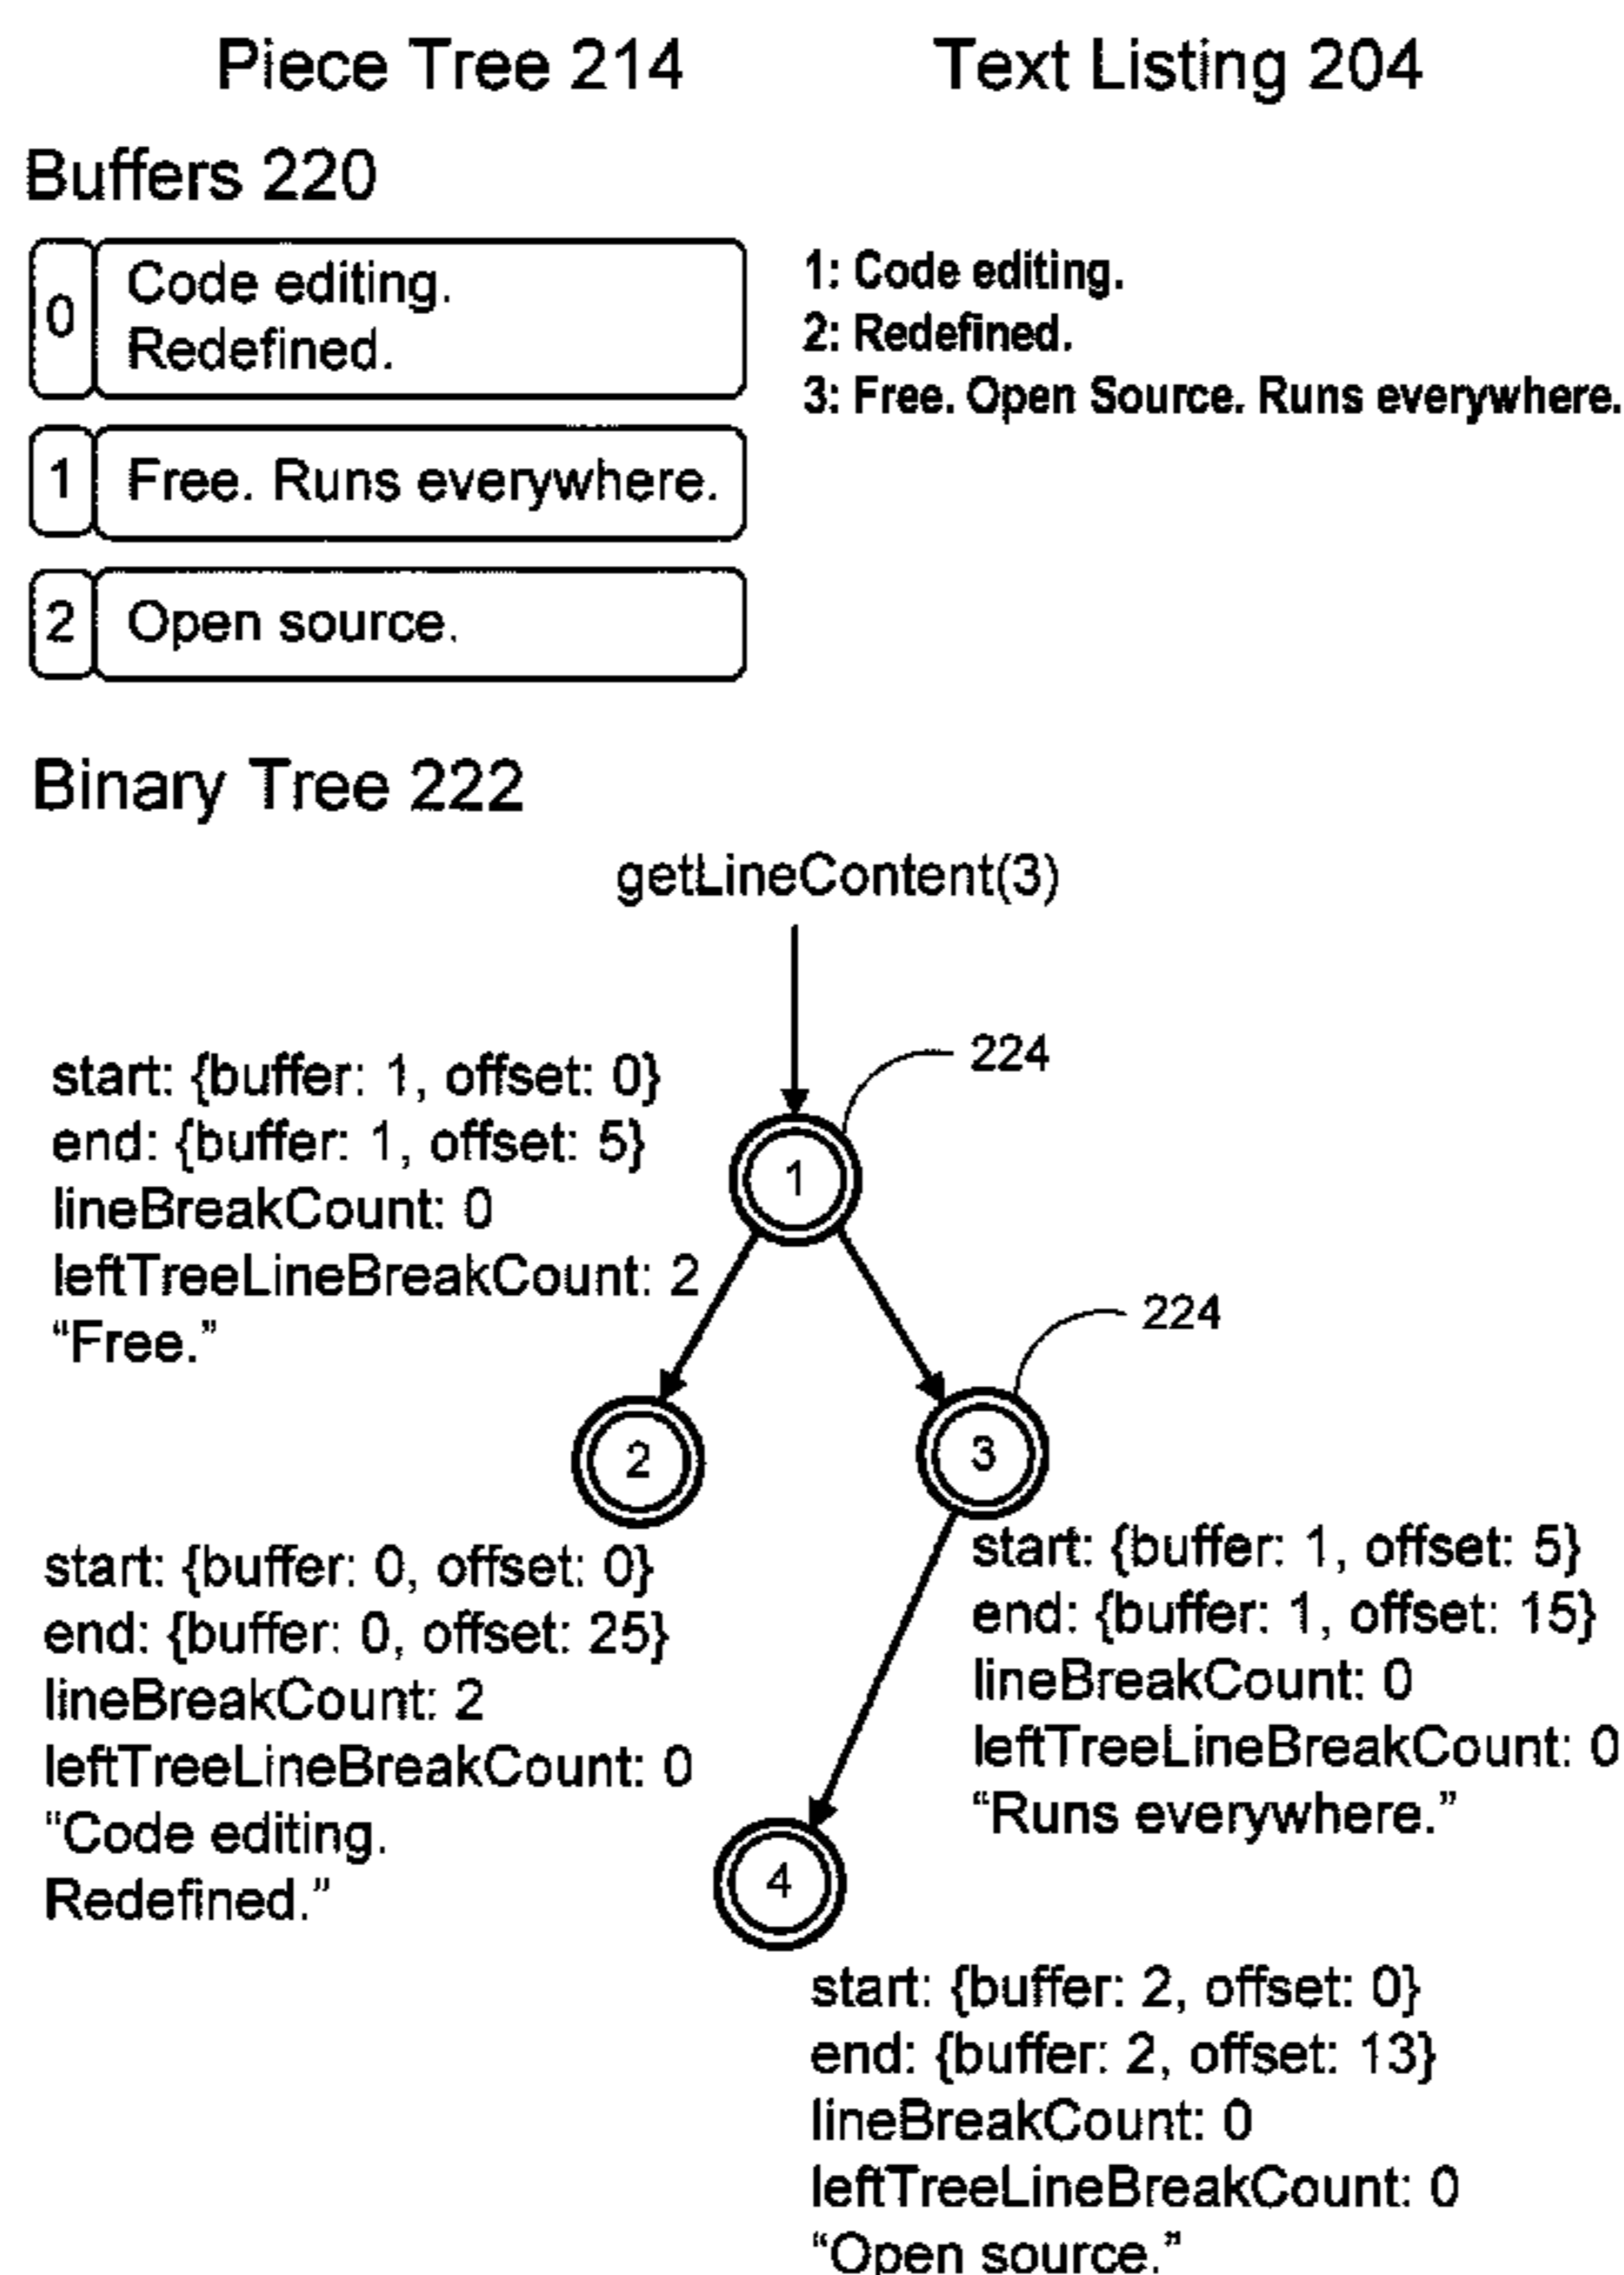 Piece Tree 214
Text Listing 204
Buffers 220
0
Code editing.
Redefined.
1
Free. Runs everywhere.
2
Open source.
1: Code editing.
2: Redefined.
3: Free. Open Source. Runs everywhere.
Binary Tree 222
getLineContent(3)
224
start: {buffer: 1, offset: 0}
end: {buffer: 1, offset: 5}
lineBreakCount: 0
leftTreeLineBreakCount: 2
“Free.”
1
224
2
3
start: {buffer: 0, offset: 0}
end: {buffer: 0, offset: 25}
lineBreakCount: 2
leftTreeLineBreakCount: 0
“Code editing.
Redefined.”
start: {buffer: 1, offset: 5}
end: {buffer: 1, offset: 15}
lineBreakCount: 0
leftTreeLineBreakCount: 0
“Runs everywhere.”
4
start: {buffer: 2, offset: 0}
end: {buffer: 2, offset: 13}
lineBreakCount: 0
leftTreeLineBreakCount: 0
“Open source.”